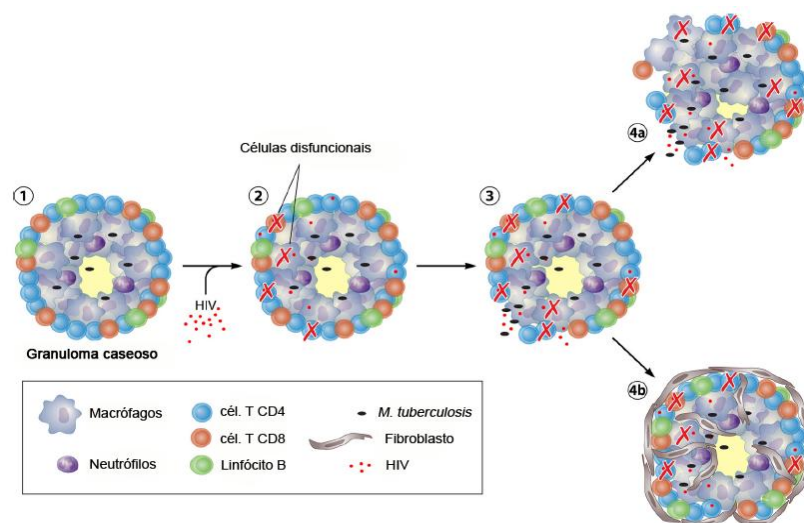 4a
Células disfuncionais
1
2
3
HIV
Granuloma caseoso
4b
Macrófagos
cél. T CD4
M. tuberculosis
cél. T CD8
Fibroblasto
Neutrófilos
Linfócito B
HIV